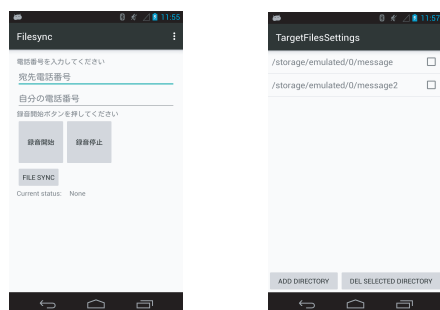 11:55
Filesync
電話番号を入力してください
宛先電話番号
自分の電話番号
録音開始ボタンを押してください
録音開始 録音停止
FILE SYNC
Current status: None
11:57
TargetFilesSettings
/storage/emulated/0/message
/storage/emulated/0/message2
ADD DIRECTORY DEL SELECTED DIRECTORY